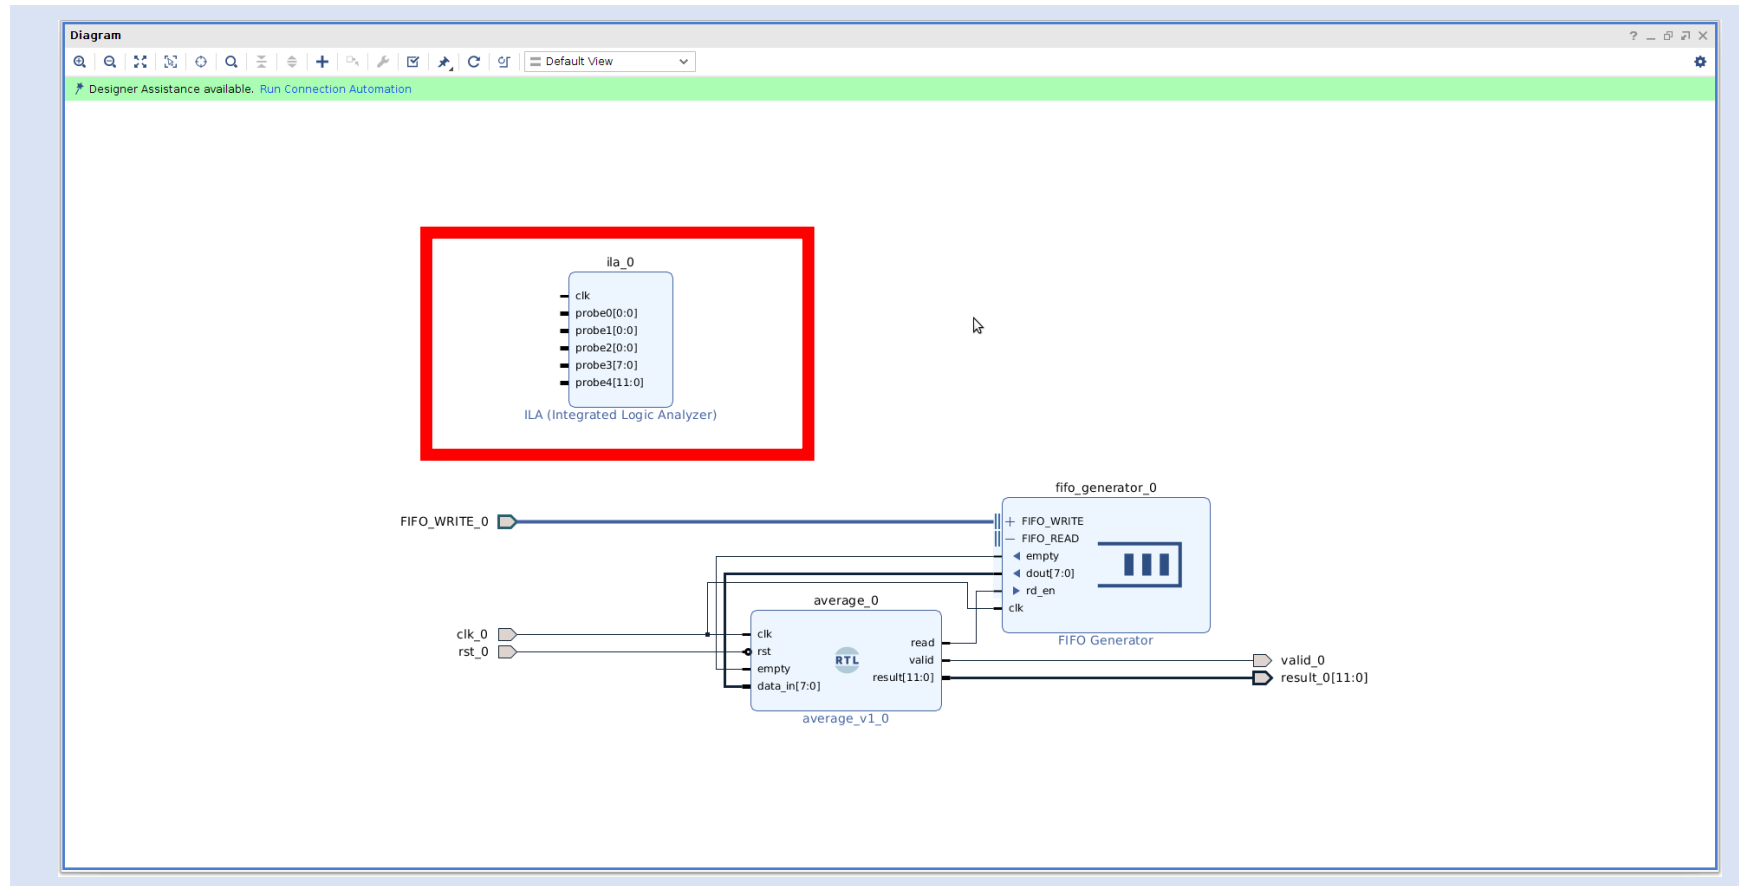 Diagram
Default View
Designer Assistance available. Run Connection Automation
ila_0
clk
probe0[0:0]
probe1[0:0]
probe2[0:0]
probe3[7:0]
probe4[11:0]
ILA (Integrated Logic Analyzer)
fifo_generator_0
FIFO_WRITE_0
FIFO_WRITE
FIFO_READ
empty
dout[7:0]
rd_en
clk
FIFO Generator
average_0
clk_0
rst_0
clk
rst
empty
data_in[7:0]
RTL
read
valid
result[11:0]
average_v1_0
valid_0
result_0[11:0]